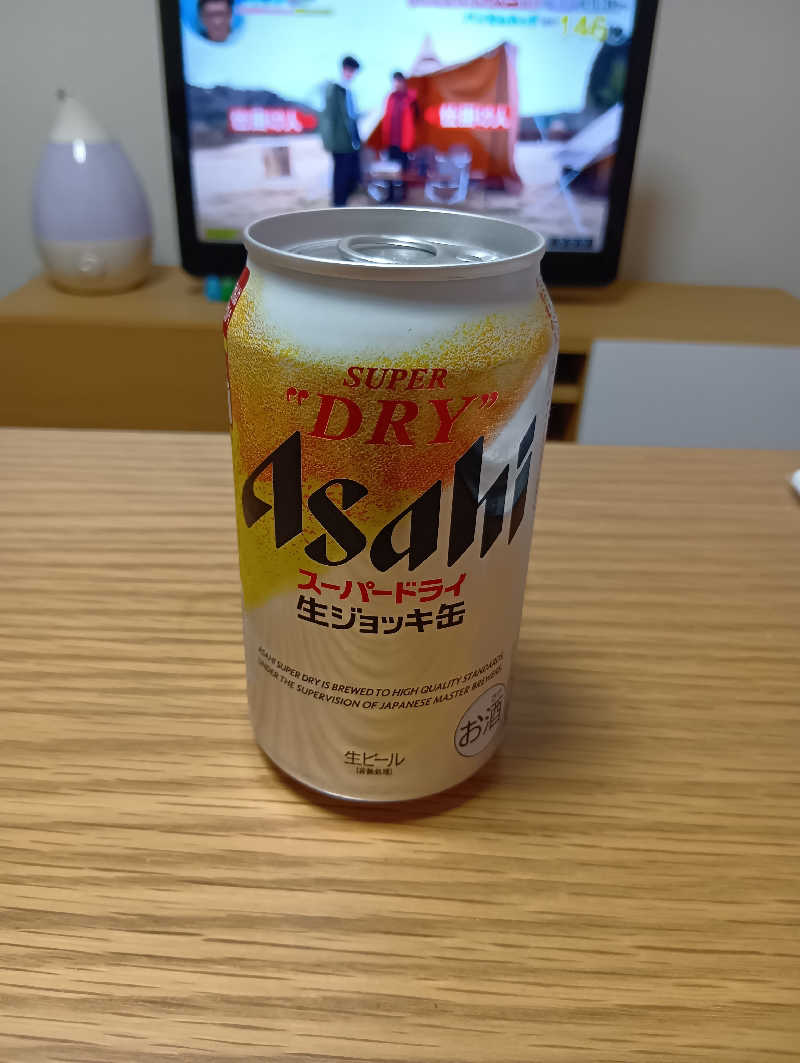 146
SUPER
"DRY"
Asahi
スーパードライ
生ジョッキ缶
ASAHI SUPER DRY IS BREWED TO HIGH QUALITY STANDARDS
UNDER THE SUPERVISION OF JAPANESE MASTER BREWERS.
お酒
生ビール